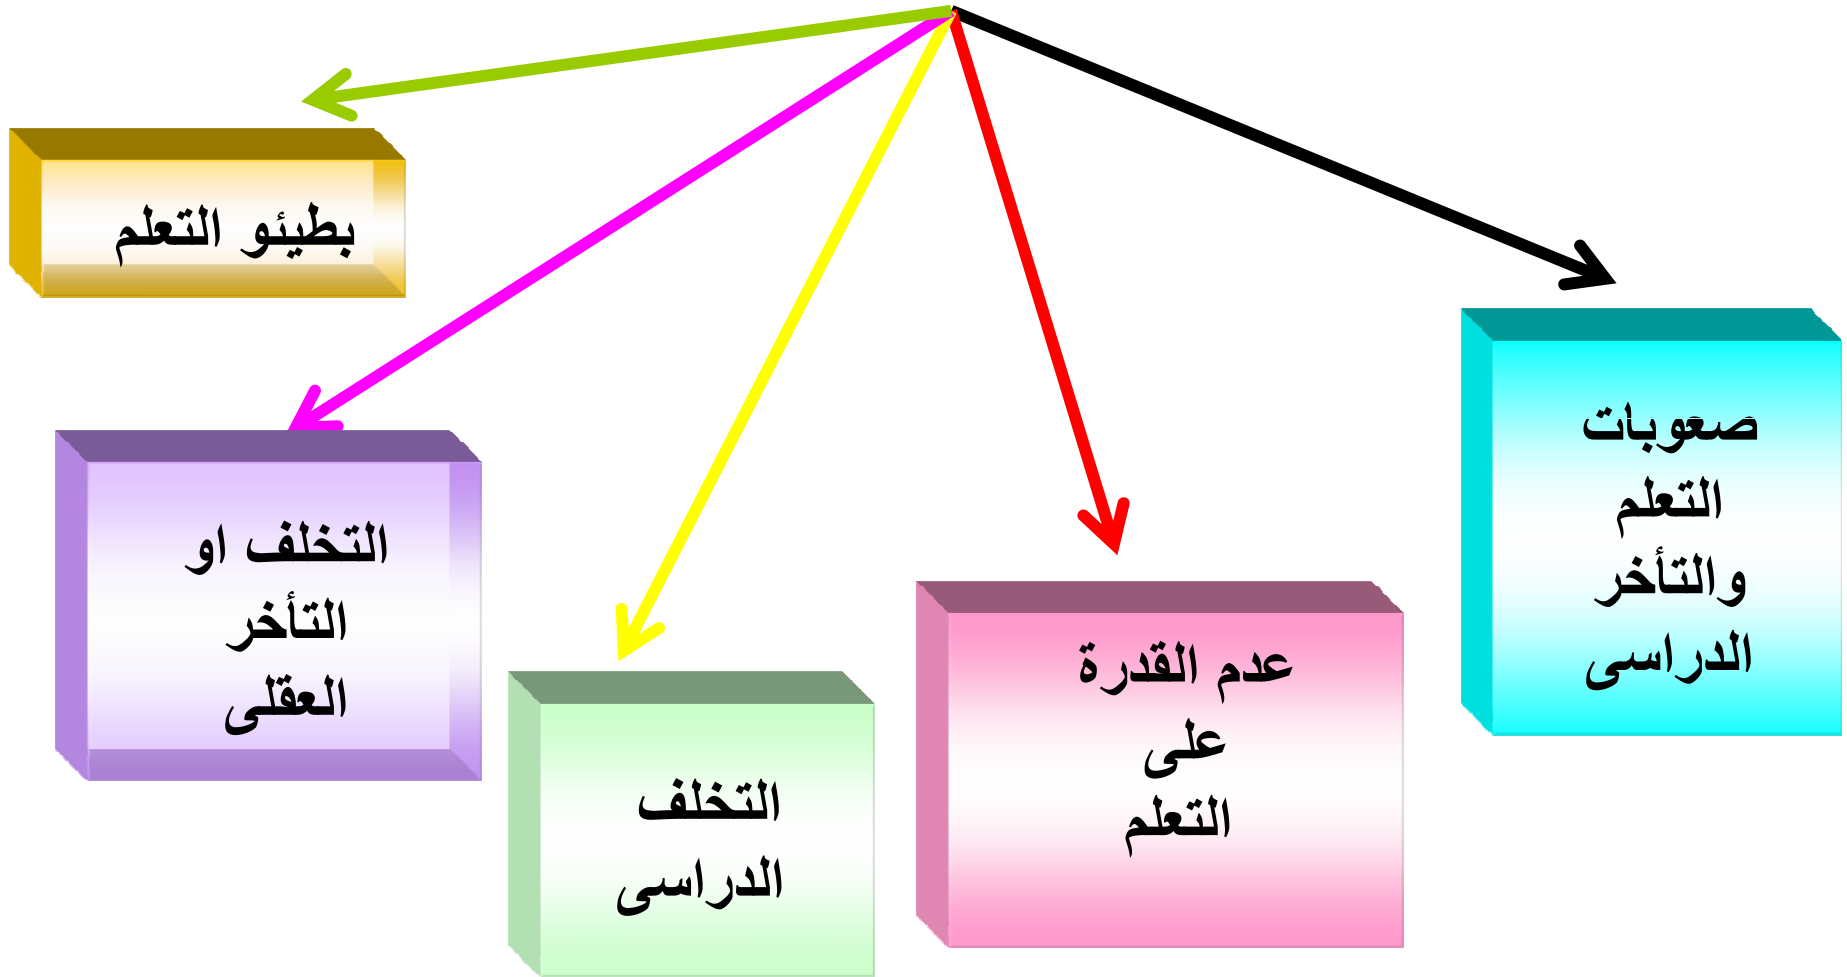 صعوبات
التعلم
والتأخر
الدراسى
عدم القدرة
على
التعلم
التخلف
الدراسى
التخلف او
التأخر
العقلى
بطيئو التعلم